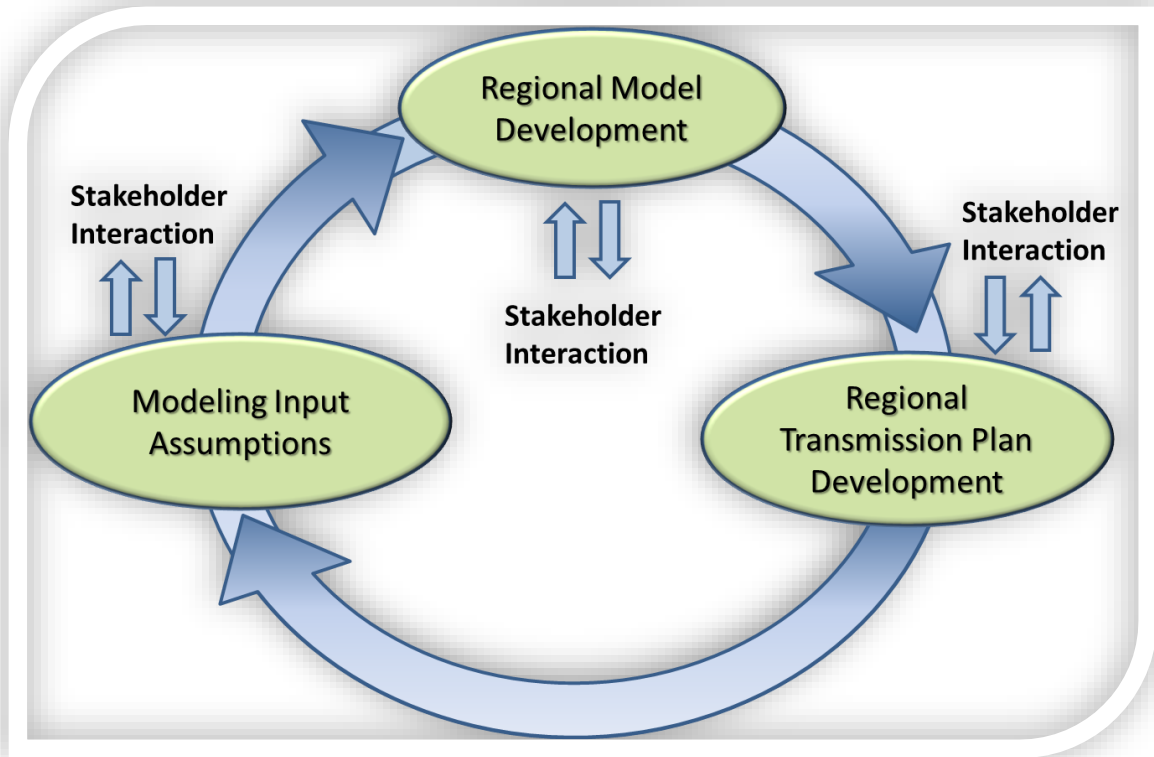 Regional Model
Development
Stakeholder
Interaction
Stakeholder
Interaction
Stakeholder
Interaction
Modeling Input
Assumptions
Regional
Transmission Plan
Development